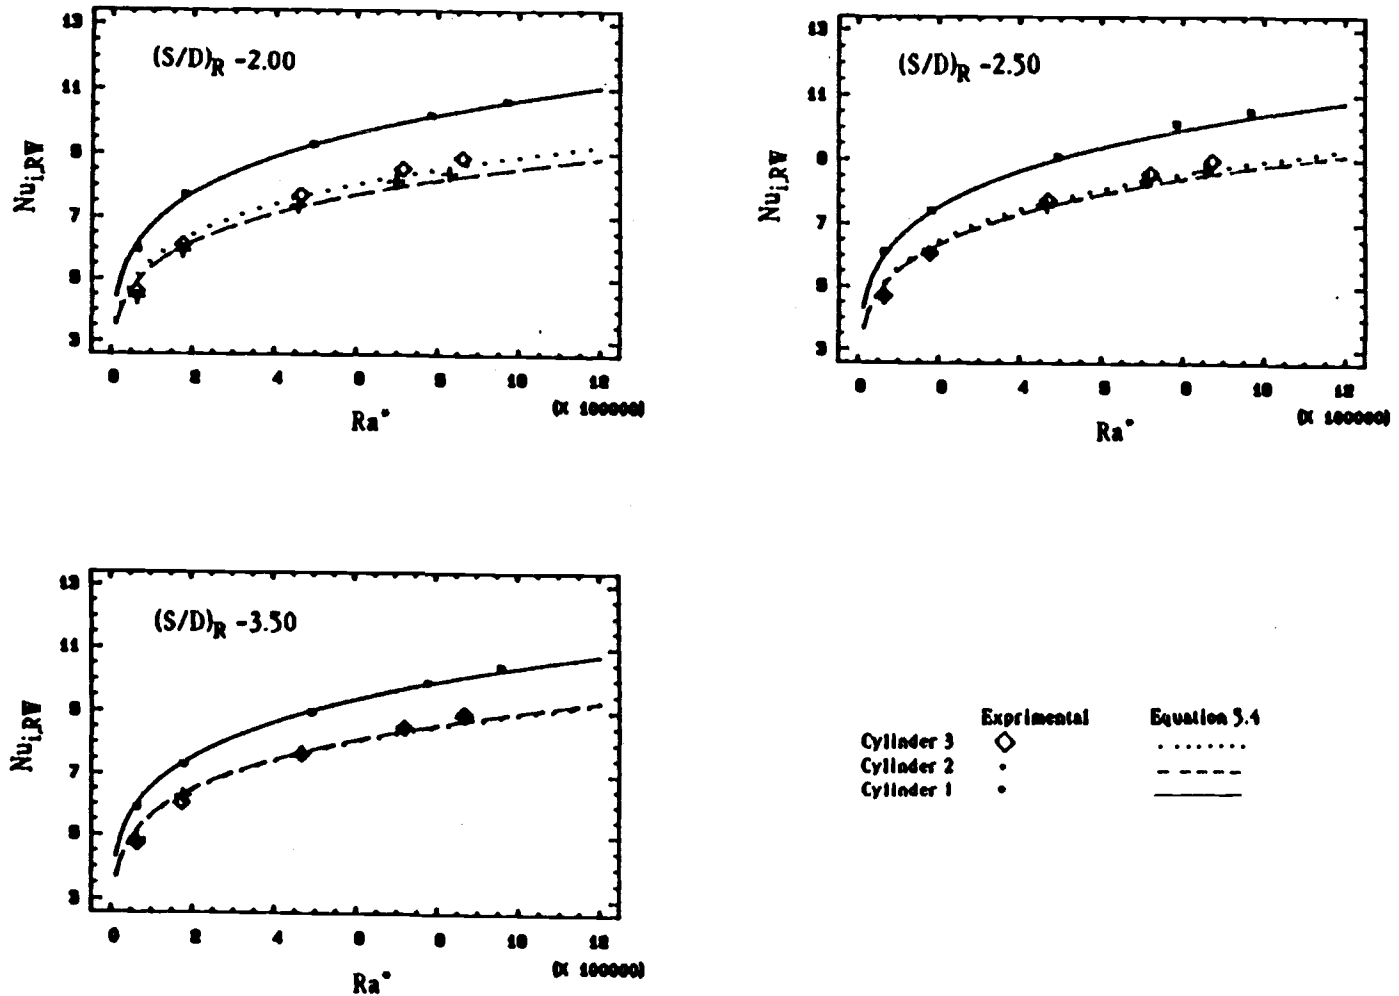 (S/D)R -2.00
13
11
9
7
5
3
Nui,RW
0 2 4 6 8 10 12
(X 100000)
Ra*
(S/D)R -2.50
13
11
9
7
5
3
Nui,RW
0 2 4 6 8 10 12
(X 100000)
Ra*
(S/D)R -3.50
13
11
9
7
5
3
Nui,RW
0 2 4 6 8 10 12
(X 100000)
Ra*
Exprimental Equation 5.4
Cylinder 3
Cylinder 2
Cylinder 1